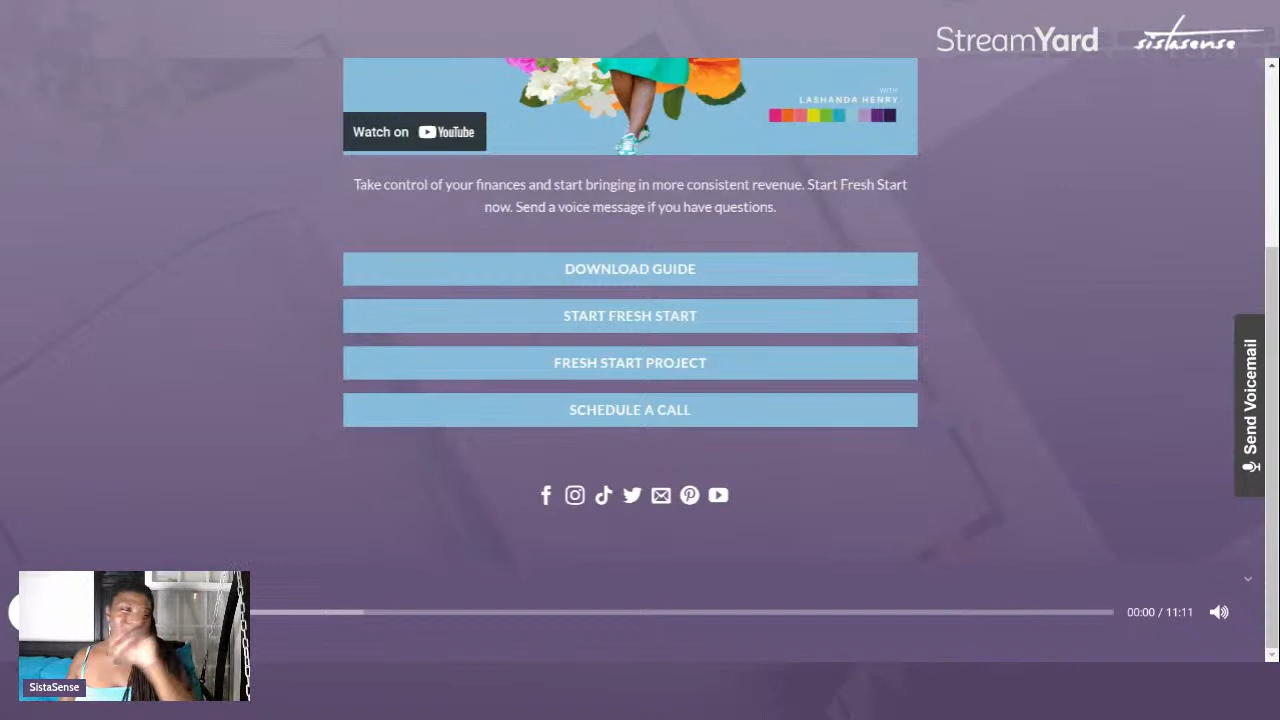 StreamYard
sistasense
WITH
LASHANDA HENRY
Watch on YouTube
Take control of your finances and start bringing in more consistent revenue. Start Fresh Start
now. Send a voice message if you have questions.
DOWNLOAD GUIDE
START FRESH START
FRESH START PROJECT
SCHEDULE A CALL
Send Voicemail
00:00 / 11:11
SistaSense